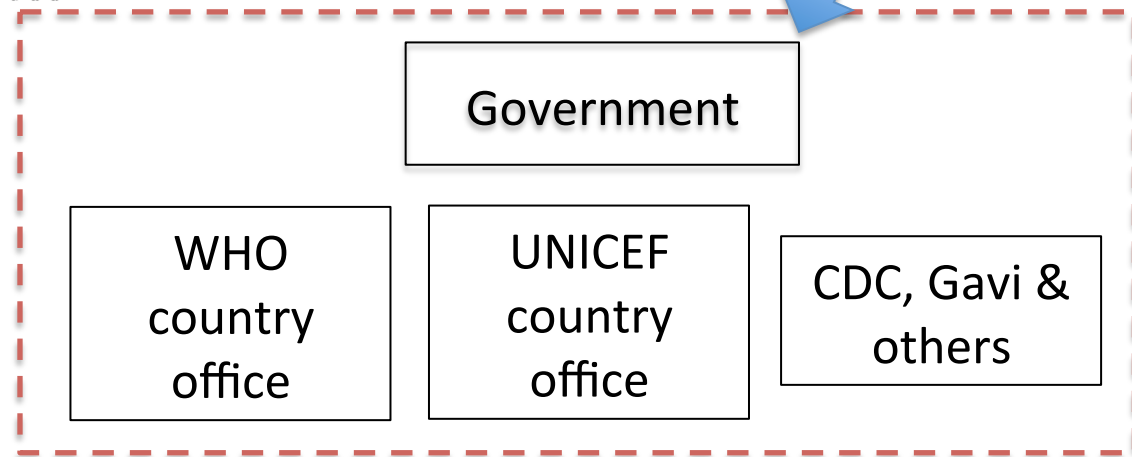 Government
WHO
country
office
UNICEF
country
office
CDC, Gavi &
others